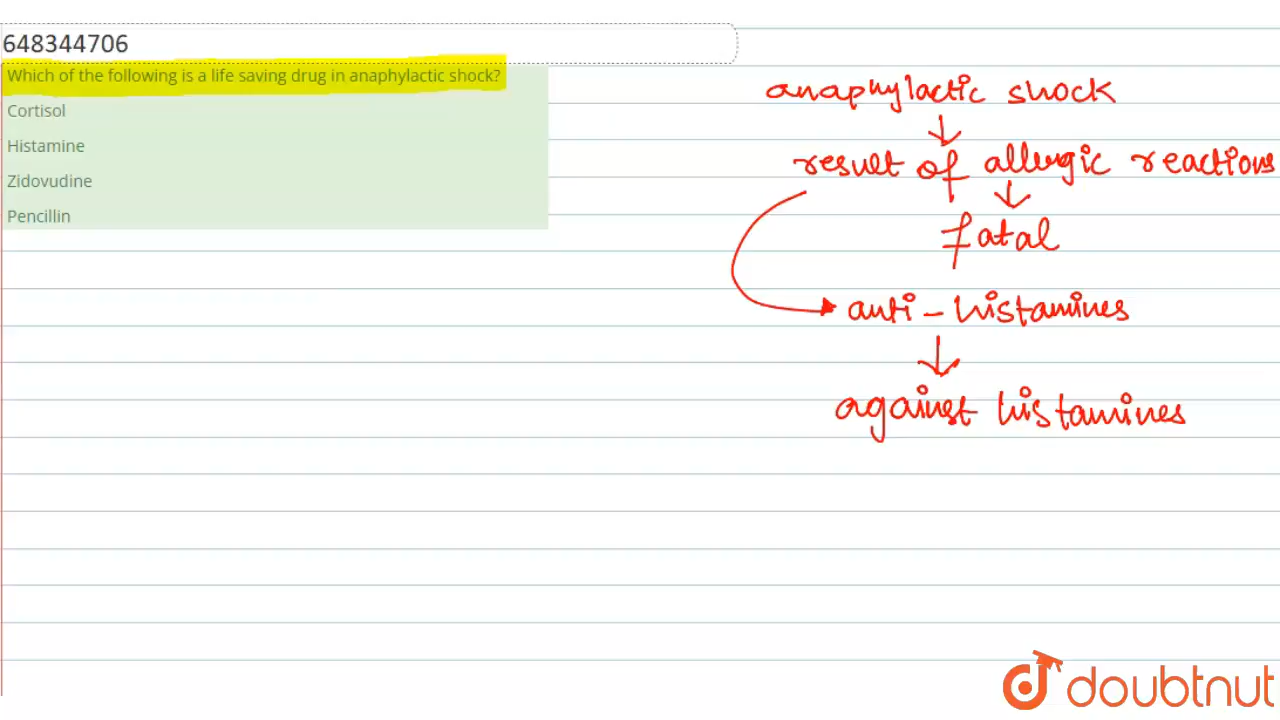 648344706
Which of the following is a life saving drug in anaphylactic shock?
Cortisol
Histamine
Zidovudine
Pencillin
anaphylactic shock
result of allergic reactions
fatal
anti-histamines
against histamines
doubtnut